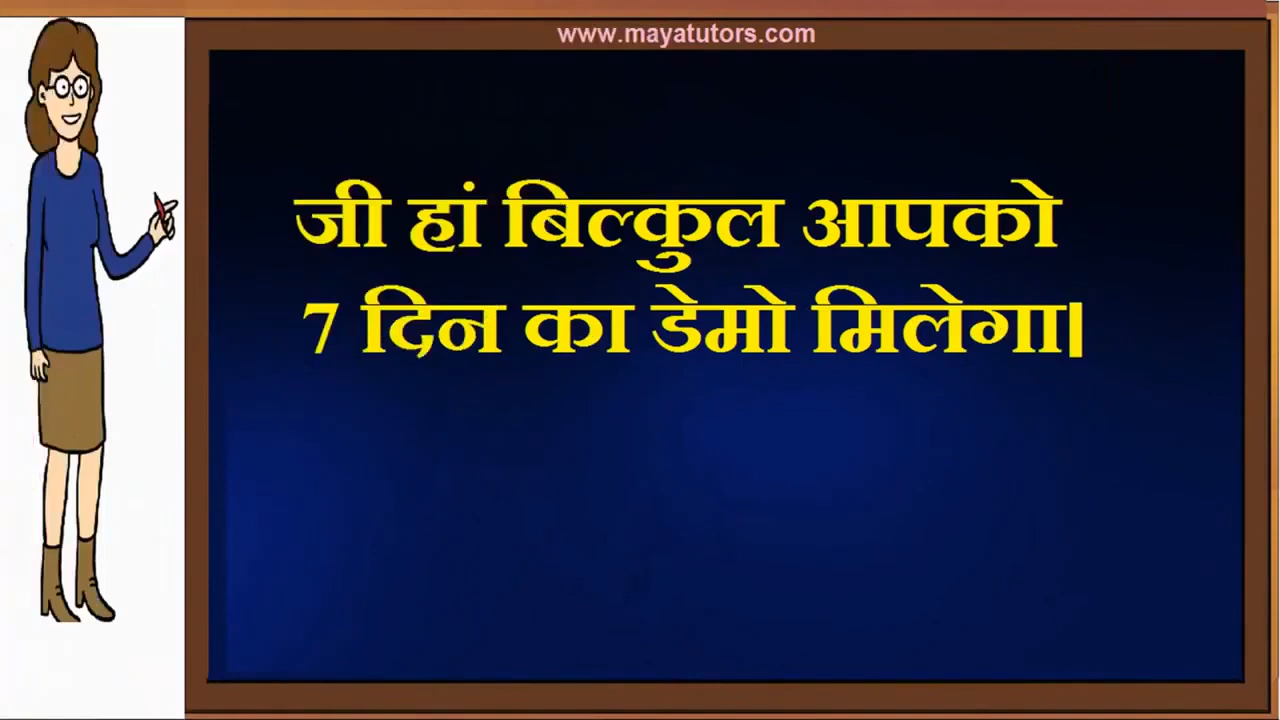 www.mayatutors.com
जी हां बिल्कुल आपको
7 दिन का डेमो मिलेगा।